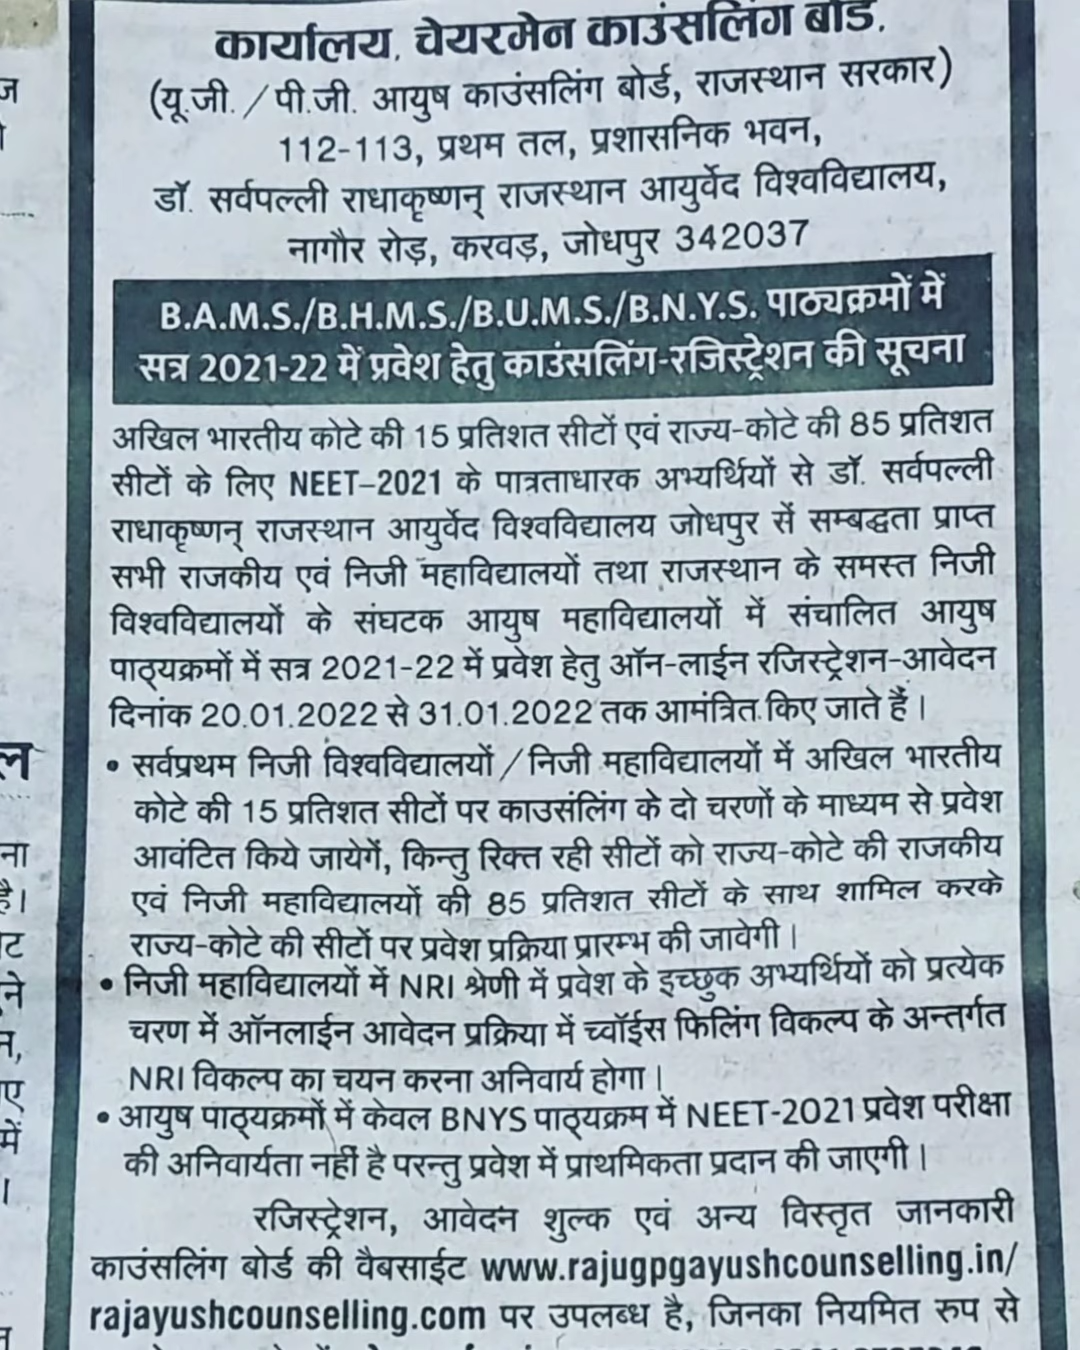 कार्यालय, चेयरमेन काउंसलिंग बोर्ड,
(यू.जी. / पी.जी. आयुष काउंसलिंग बोर्ड, राजस्थान सरकार)
112-113, प्रथम तल, प्रशासनिक भवन,
डॉ. सर्वपल्ली राधाकृष्णन् राजस्थान आयुर्वेद विश्वविद्यालय,
नागौर रोड़, करवड़, जोधपुर 342037
B.A.M.S./B.H.M.S./B.U.M.S./B.N.Y.S. पाठ्यक्रमों में
सत्र 2021-22 में प्रवेश हेतु काउंसलिंग-रजिस्ट्रेशन की सूचना
अखिल भारतीय कोटे की 15 प्रतिशत सीटों एवं राज्य-कोटे की 85 प्रतिशत
सीटों के लिए NEET-2021 के पात्रताधारक अभ्यर्थियों से डॉ. सर्वपल्ली
राधाकृष्णन् राजस्थान आयुर्वेद विश्वविद्यालय जोधपुर सें सम्बद्धता प्राप्त
सभी राजकीय एवं निजी महाविद्यालयों तथा राजस्थान के समस्त निजी
विश्वविद्यालयों के संघटक आयुष महाविद्यालयों में संचालित आयुष
पाठ्यक्रमों में सत्र 2021-22 में प्रवेश हेतु ऑन-लाईन रजिस्ट्रेशन-आवेदन
दिनांक 20.01.2022 से 31.01.2022 तक आमंत्रित किए जाते हैं।
• सर्वप्रथम निजी विश्वविद्यालयों / निजी महाविद्यालयों में अखिल भारतीय
कोटे की 15 प्रतिशत सीटों पर काउसंलिंग के दो चरणों के माध्यम से प्रवेश
आवंटित किये जायेगें, किन्तु रिक्त रही सीटों को राज्य-कोटे की राजकीय
एवं निजी महाविद्यालयों की 85 प्रतिशत सीटों के साथ शामिल करके
राज्य-कोटे की सीटों पर प्रवेश प्रक्रिया प्रारम्भ की जावेगी।
• निजी महाविद्यालयों में NRI श्रेणी में प्रवेश के इच्छुक अभ्यर्थियों को प्रत्येक
चरण में ऑनलाईन आवेदन प्रक्रिया में च्वॉईस फिलिंग विकल्प के अन्तर्गत
NRI विकल्प का चयन करना अनिवार्य होगा।
• आयुष पाठ्यक्रमों में केवल BNYS पाठ्यक्रम में NEET-2021 प्रवेश परीक्षा
की अनिवार्यता नहीं है परन्तु प्रवेश में प्राथमिकता प्रदान की जाएगी।
रजिस्ट्रेशन, आवेदन शुल्क एवं अन्य विस्तृत जानकारी
काउंसलिंग बोर्ड की वैबसाईट www.rajugpgayushcounselling.in/
rajayushcounselling.com पर उपलब्ध है, जिनका नियमित रुप से